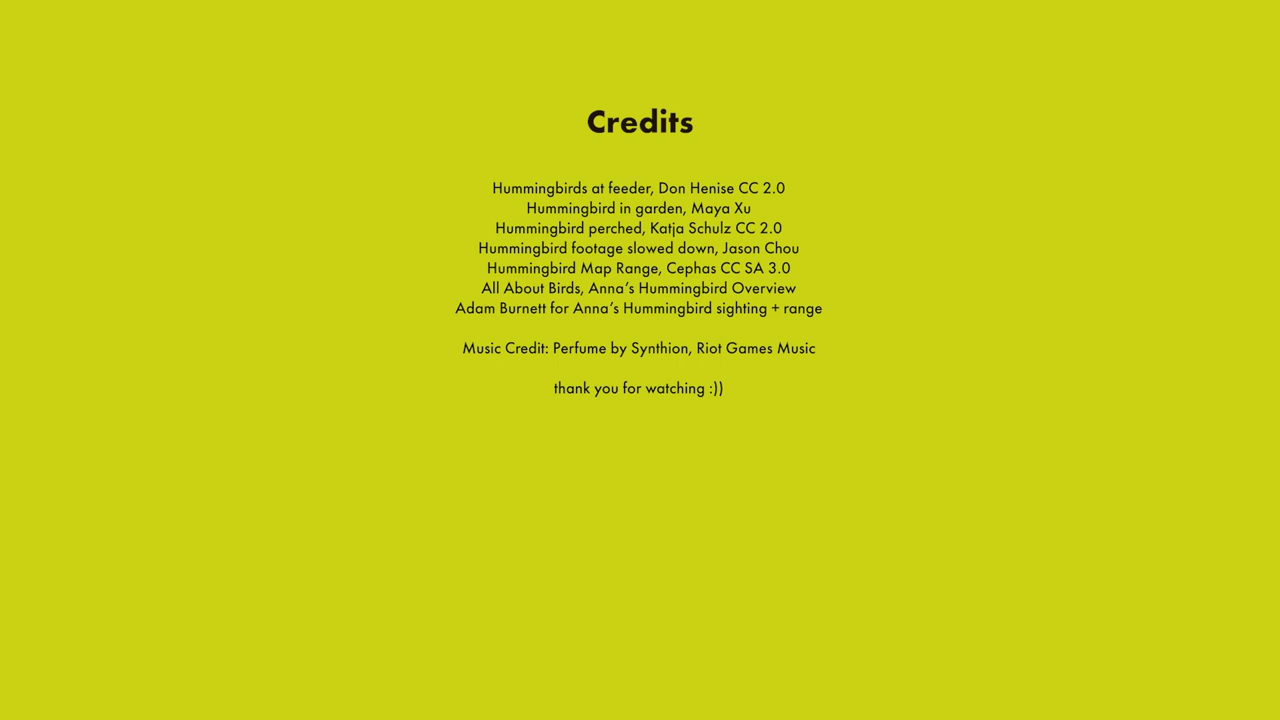 Credits
Hummingbirds at feeder, Don Henise CC 2.0
Hummingbird in garden, Maya Xu
Hummingbird perched, Katja Schulz CC 2.0
Hummingbird footage slowed down, Jason Chou
Hummingbird Map Range, Cephas CC SA 3.0
All About Birds, Anna's Hummingbird Overview
Adam Burnett for Anna's Hummingbird sighting + range
Music Credit: Perfume by Synthion, Riot Games Music
thank you for watching :))